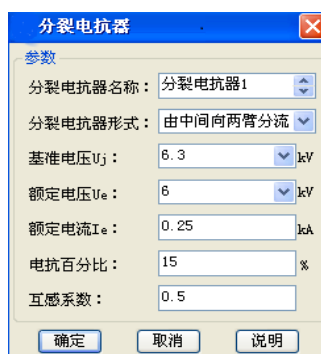 分裂电抗器
参数
分裂电抗器名称： 分裂电抗器1
分裂电抗器形式： 由中间向两臂分流
基准电压Uj： 6.3 kV
额定电压Ue： 6 kV
额定电流Ie： 0.25 kA
电抗百分比： 15 %
互感系数： 0.5
确定 取消 说明